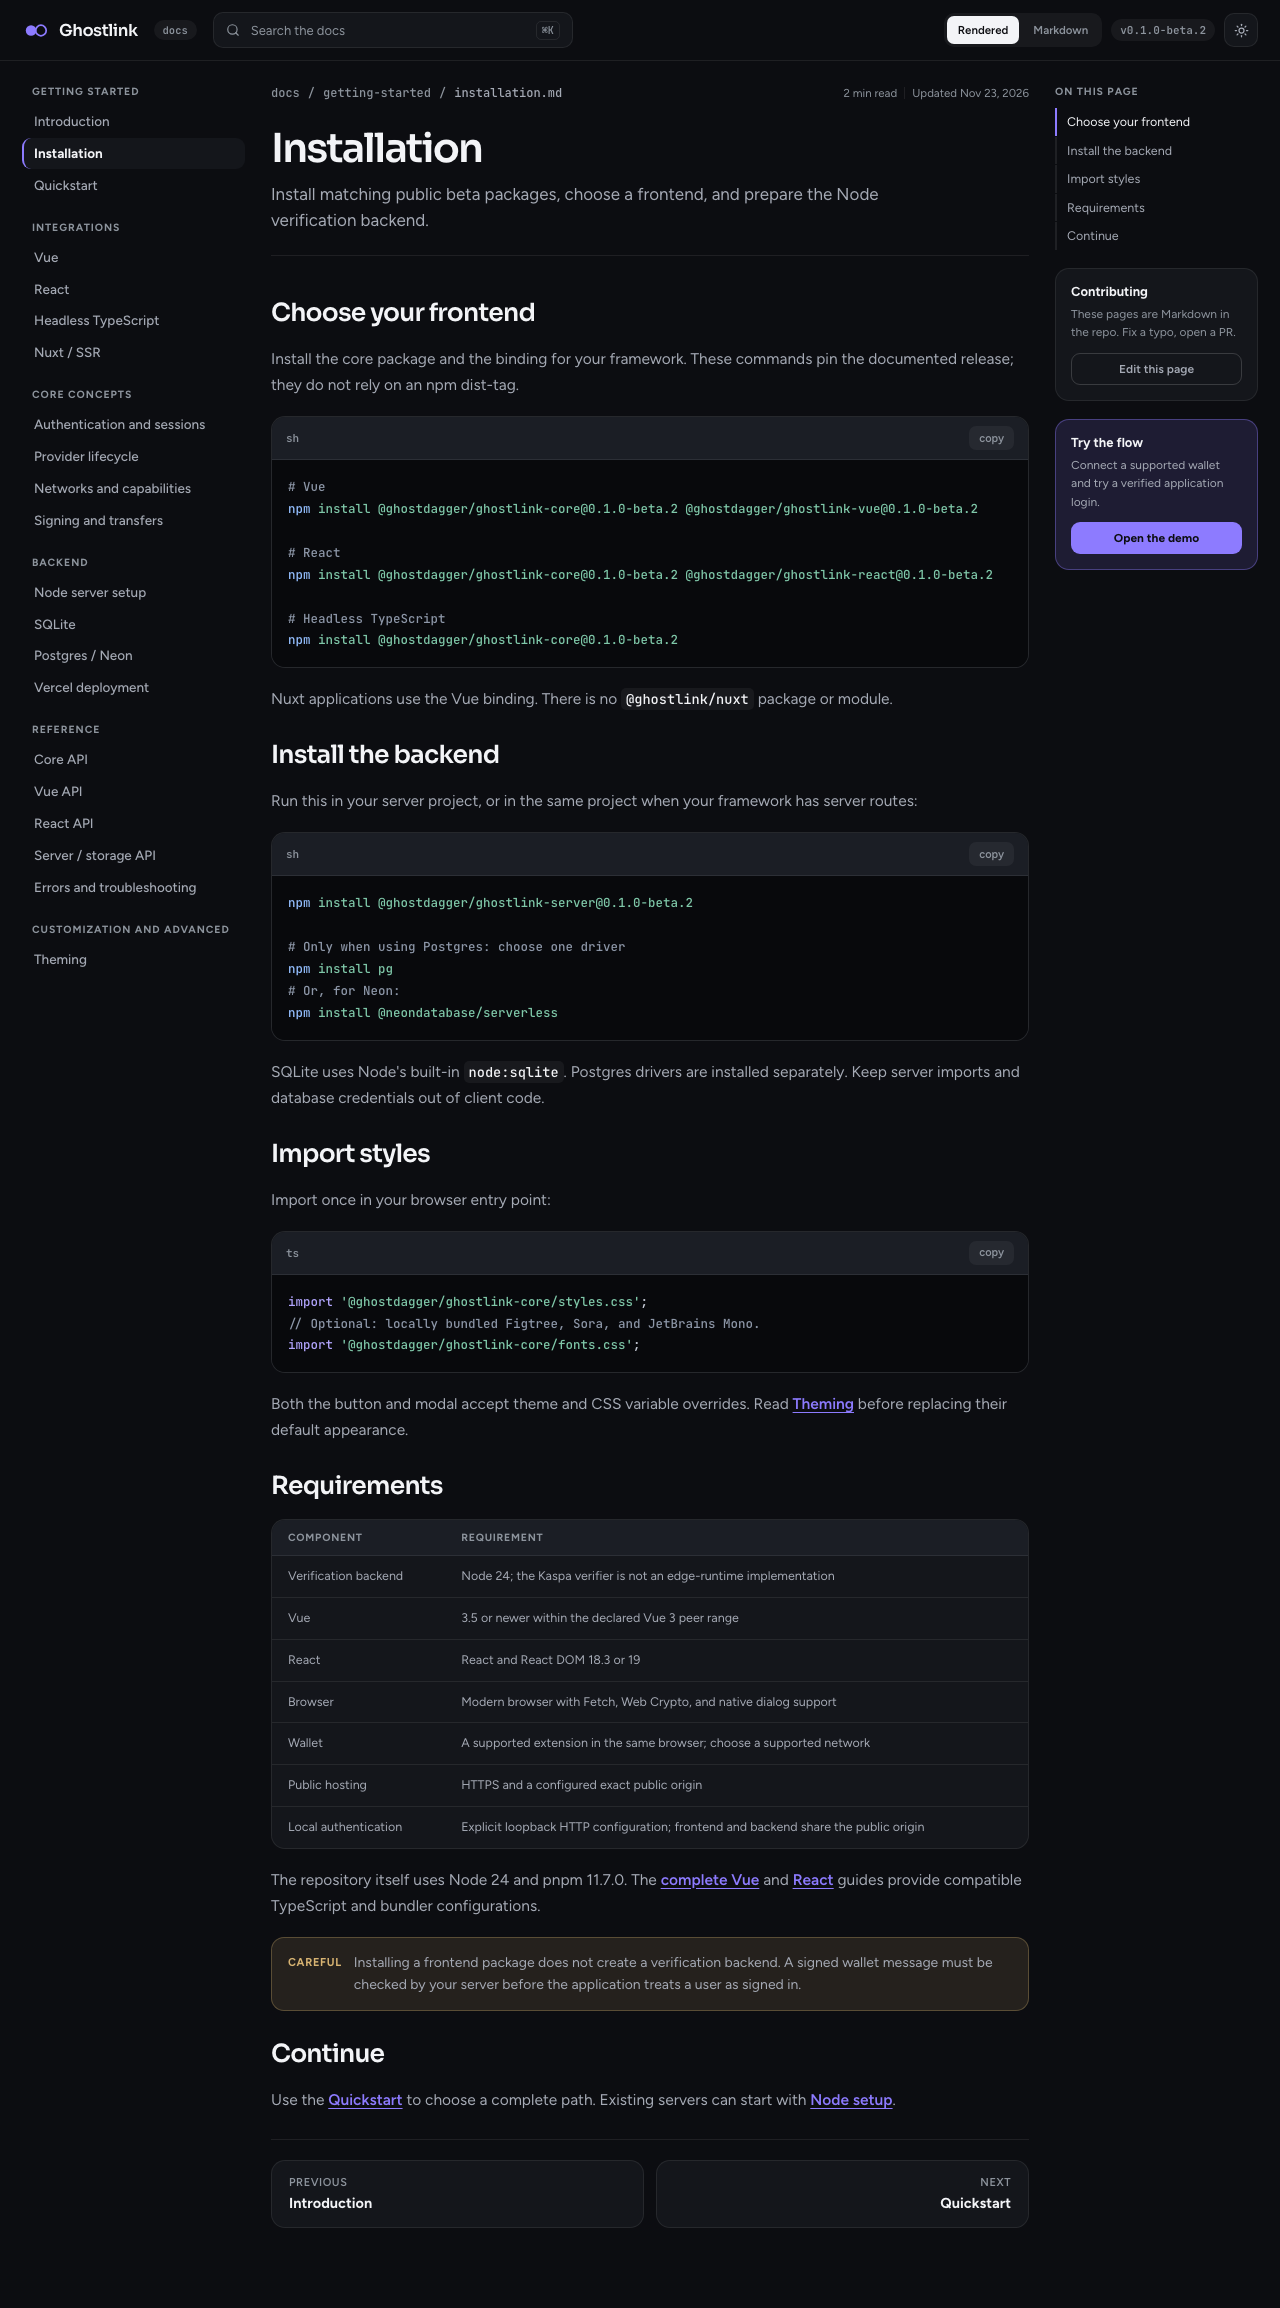 Ghostlink docs Search the docs ⌘K Rendered Markdown v0.1.0-beta.2
GETTING STARTED
Introduction
Installation
Quickstart
INTEGRATIONS
Vue
React
Headless TypeScript
Nuxt / SSR
CORE CONCEPTS
Authentication and sessions
Provider lifecycle
Networks and capabilities
Signing and transfers
BACKEND
Node server setup
SQLite
Postgres / Neon
Vercel deployment
REFERENCE
Core API
Vue API
React API
Server / storage API
Errors and troubleshooting
CUSTOMIZATION AND ADVANCED
Theming
docs / getting-started / installation.md 2 min read Updated Nov 23, 2026
Installation
Install matching public beta packages, choose a frontend, and prepare the Node
verification backend.
Choose your frontend
Install the core package and the binding for your framework. These commands pin the documented release;
they do not rely on an npm dist-tag.
sh copy
# Vue
npm install @ghostdagger/ghostlink-core@0.1.0-beta.2 @ghostdagger/ghostlink-vue@0.1.0-beta.2
# React
npm install @ghostdagger/ghostlink-core@0.1.0-beta.2 @ghostdagger/ghostlink-react@0.1.0-beta.2
# Headless TypeScript
npm install @ghostdagger/ghostlink-core@0.1.0-beta.2
Nuxt applications use the Vue binding. There is no @ghostlink/nuxt package or module.
Install the backend
Run this in your server project, or in the same project when your framework has server routes:
sh copy
npm install @ghostdagger/ghostlink-server@0.1.0-beta.2
# Only when using Postgres: choose one driver
npm install pg
# Or, for Neon:
npm install @neondatabase/serverless
SQLite uses Node's built-in node:sqlite. Postgres drivers are installed separately. Keep server imports and
database credentials out of client code.
Import styles
Import once in your browser entry point:
ts copy
import '@ghostdagger/ghostlink-core/styles.css';
// Optional: locally bundled Figtree, Sora, and JetBrains Mono.
import '@ghostdagger/ghostlink-core/fonts.css';
Both the button and modal accept theme and CSS variable overrides. Read Theming before replacing their
default appearance.
Requirements
COMPONENT REQUIREMENT
Verification backend Node 24; the Kaspa verifier is not an edge-runtime implementation
Vue 3.5 or newer within the declared Vue 3 peer range
React React and React DOM 18.3 or 19
Browser Modern browser with Fetch, Web Crypto, and native dialog support
Wallet A supported extension in the same browser; choose a supported network
Public hosting HTTPS and a configured exact public origin
Local authentication Explicit loopback HTTP configuration; frontend and backend share the public origin
The repository itself uses Node 24 and pnpm 11.7.0. The complete Vue and React guides provide compatible
TypeScript and bundler configurations.
CAREFUL Installing a frontend package does not create a verification backend. A signed wallet message must be
checked by your server before the application treats a user as signed in.
Continue
Use the Quickstart to choose a complete path. Existing servers can start with Node setup.
PREVIOUS
Introduction
NEXT
Quickstart
ON THIS PAGE
Choose your frontend
Install the backend
Import styles
Requirements
Continue
Contributing
These pages are Markdown in
the repo. Fix a typo, open a PR.
Edit this page
Try the flow
Connect a supported wallet
and try a verified application
login.
Open the demo